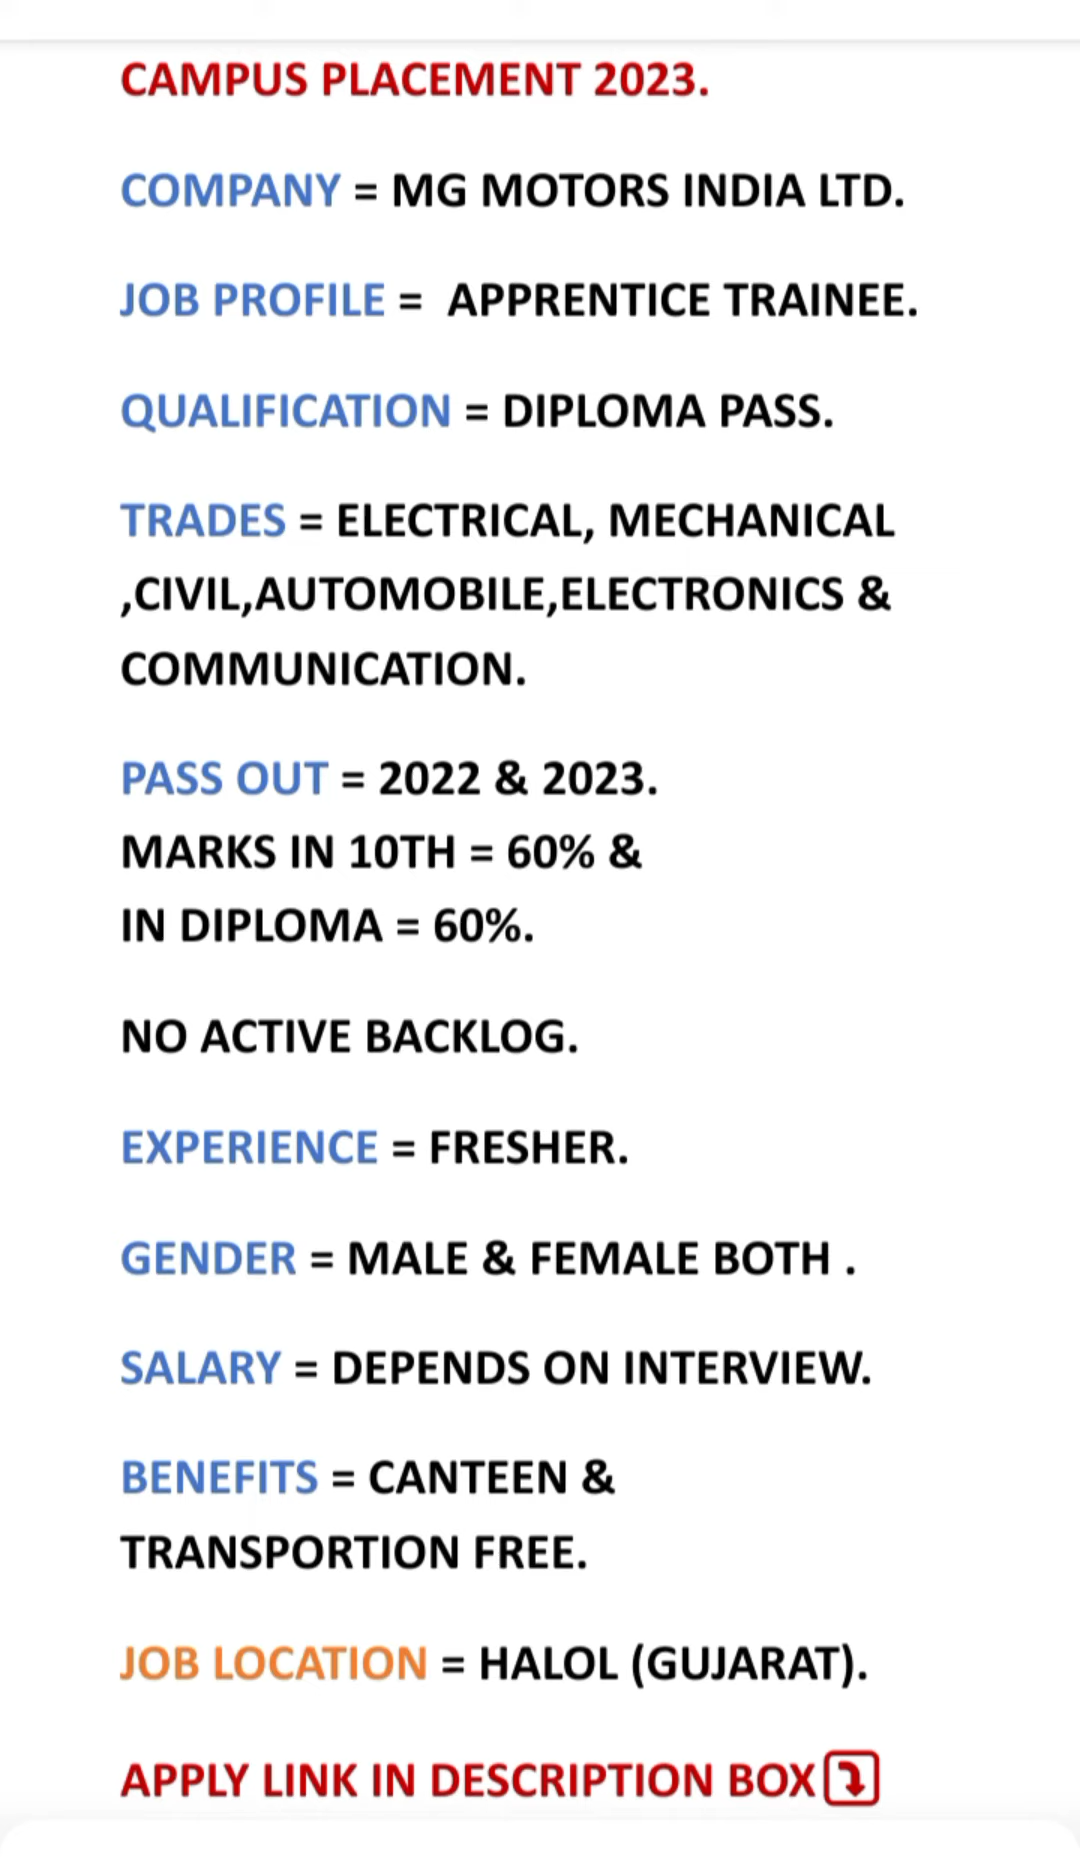 CAMPUS PLACEMENT 2023.
COMPANY = MG MOTORS INDIA LTD.
JOB PROFILE = APPRENTICE TRAINEE.
QUALIFICATION = DIPLOMA PASS.
TRADES = ELECTRICAL, MECHANICAL
,CIVIL,AUTOMOBILE,ELECTRONICS &
COMMUNICATION.
PASS OUT = 2022 & 2023.
MARKS IN 10TH = 60% &
IN DIPLOMA = 60%.
NO ACTIVE BACKLOG.
EXPERIENCE = FRESHER.
GENDER = MALE & FEMALE BOTH .
SALARY = DEPENDS ON INTERVIEW.
BENEFITS = CANTEEN &
TRANSPORTION FREE.
JOB LOCATION = HALOL (GUJARAT).
APPLY LINK IN DESCRIPTION BOX